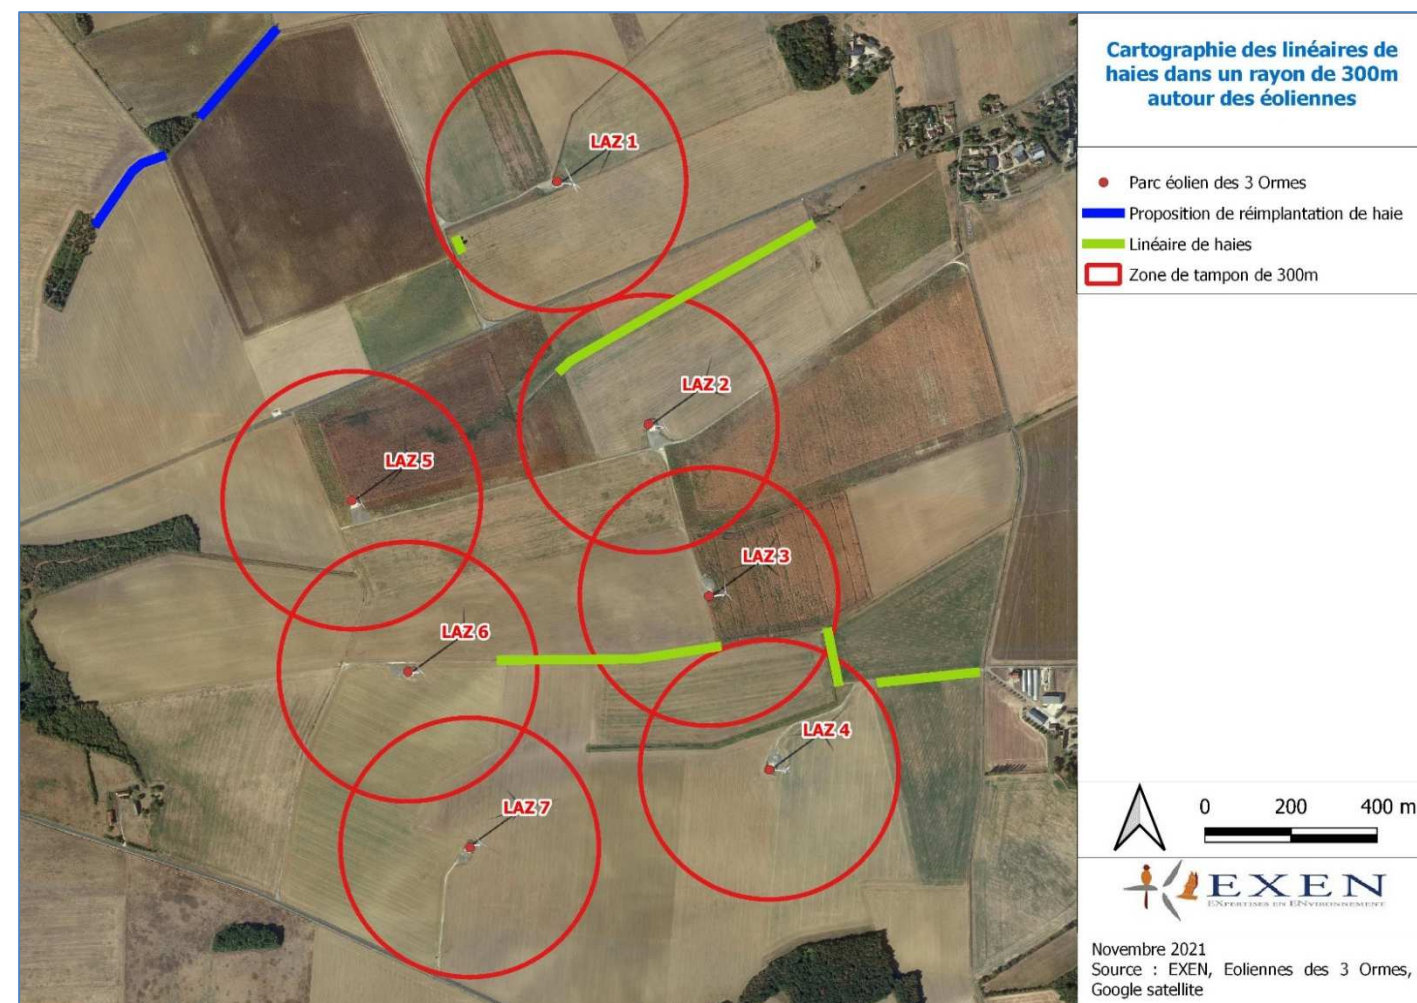 Cartographie des linéaires de
haies dans un rayon de 300m
autour des éoliennes
Parc éolien des 3 Ormes
Proposition de réimplantation de haie
Linéaire de haies
Zone de tampon de 300m
LAZ 1
LAZ 2
LAZ 5
LAZ 3
LAZ 6
LAZ 4
LAZ 7
0 200 400 m
EXEN
EXpertises en ENvironnement
Novembre 2021
Source : EXEN, Eoliennes des 3 Ormes,
Google satellite